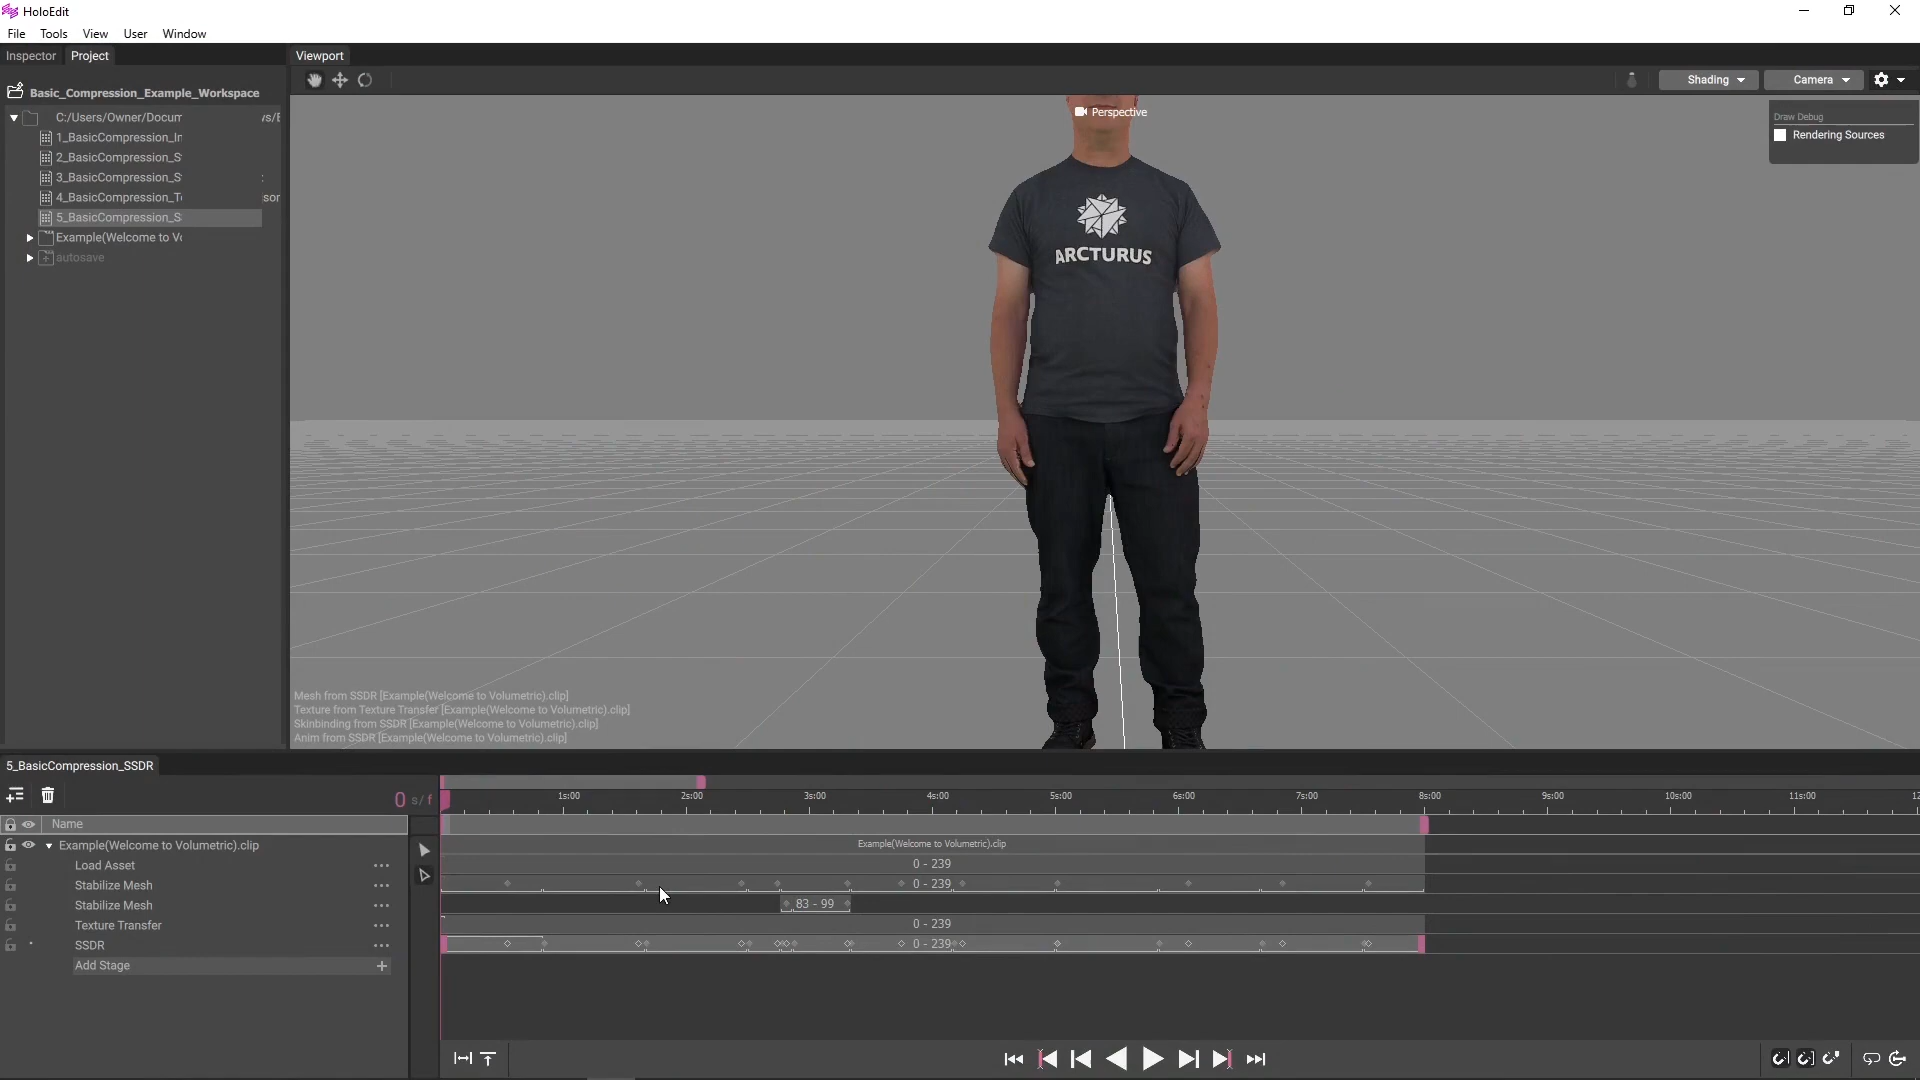 HoloEdit
File Tools View User Window
Inspector Project Viewport
Shading Camera
Basic_Compression_Example_Workspace
C:/Users/Owner/Docum /s/E
1_BasicCompression_In
2_BasicCompression_S
3_BasicCompression_S
4_BasicCompression_T son
5_BasicCompression_S
Example(Welcome to Vo
autosave
Perspective
Draw Debug
Rendering Sources
ARCTURUS
Mesh from SSDR [Example(Welcome to Volumetric).clip]
Texture from Texture Transfer [Example(Welcome to Volumetric).clip]
Skinbinding from SSDR [Example(Welcome to Volumetric).clip]
Anim from SSDR [Example(Welcome to Volumetric).clip]
5_BasicCompression_SSDR
0 s/f
1s:00 2s:00 3s:00 4s:00 5s:00 6s:00 7s:00 8s:00 9s:00 10s:00 11s:00 12
Name
Example(Welcome to Volumetric).clip Example(Welcome to Volumetric).clip
Load Asset 0 - 239
Stabilize Mesh 0 - 239
Stabilize Mesh 83 - 99
Texture Transfer 0 - 239
SSDR 0 - 239
Add Stage